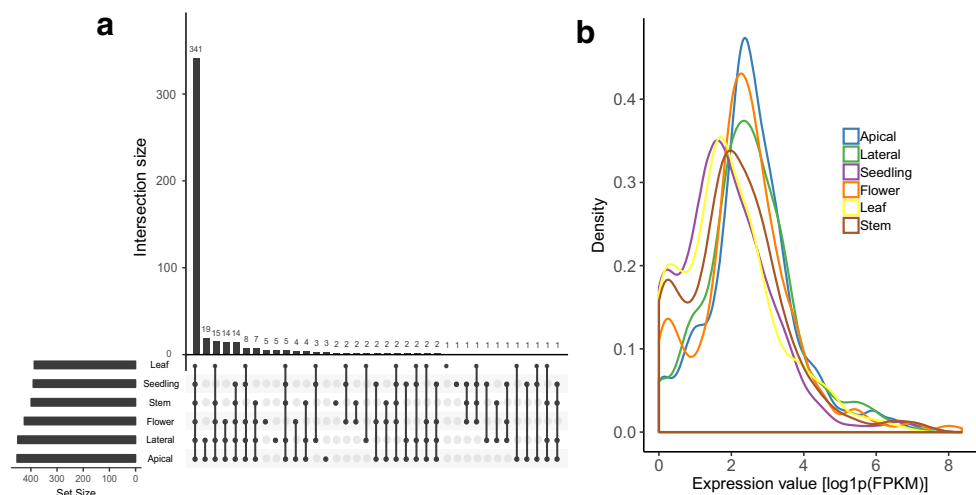 a
341
19 15 14 14 8 7 5 5 5 4 4 3 3 2 2 2 2 2 2 2 2 2 2 2 1 1 1 1 1 1 1 1 1 1 1 1
300
200
100
0
Intersection size
Leaf
Seedling
Stem
Flower
Lateral
Apical
400 300 200 100 0
Set Size
b
0.4
0.3
0.2
0.1
0.0
Density
Apical
Lateral
Seedling
Flower
Leaf
Stem
0 2 4 6 8
Expression value [log1p(FPKM)]